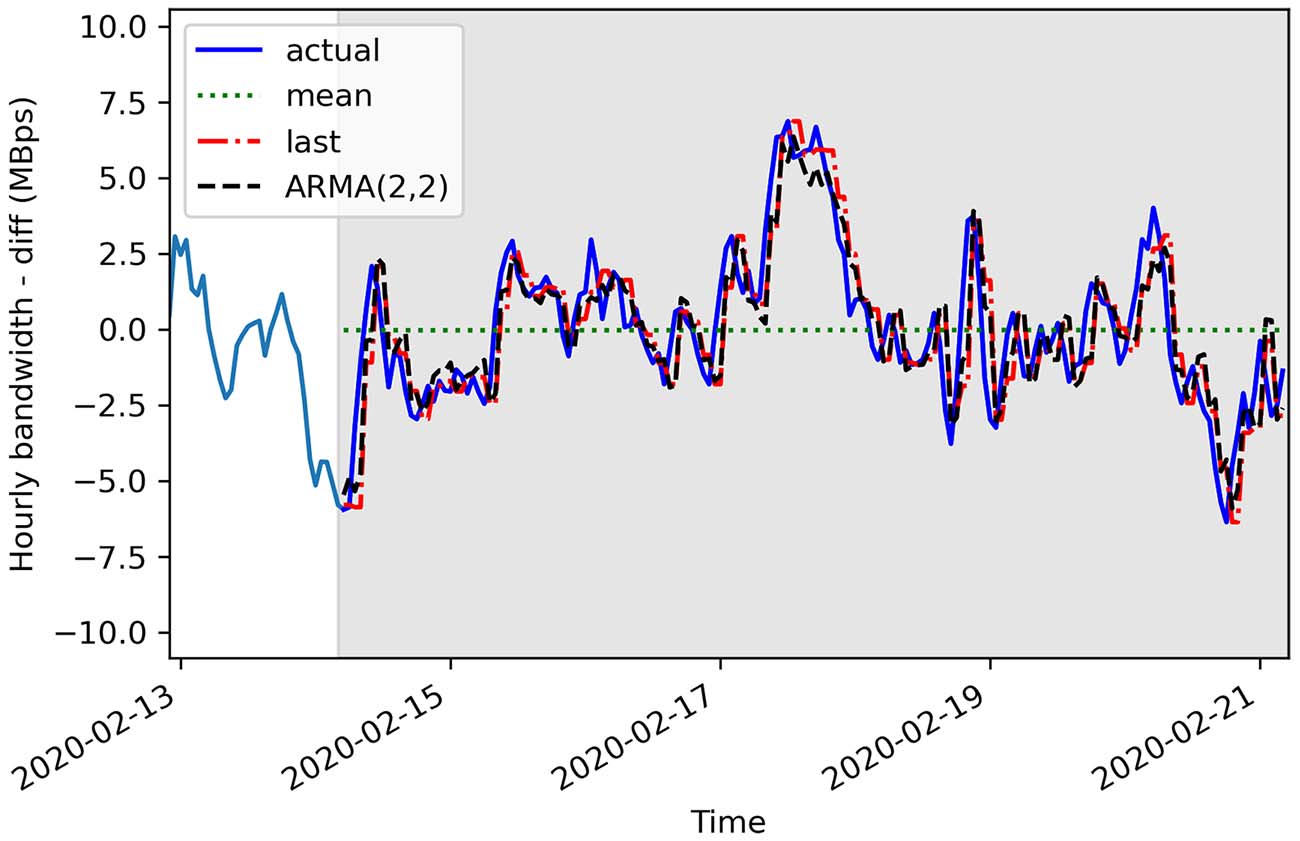 Hourly bandwidth - diff (MBps)
10.0
7.5
5.0
2.5
0.0
−2.5
−5.0
−7.5
−10.0
actual
mean
last
ARMA(2,2)
2020-02-13
2020-02-15
2020-02-17
2020-02-19
2020-02-21
Time